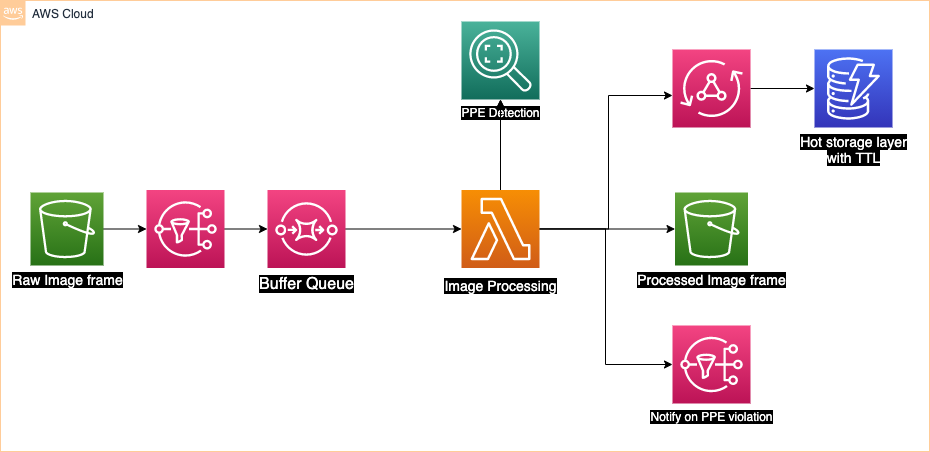 aws
AWS Cloud
PPE Detection
Hot storage layer
with TTL
Raw Image frame
Buffer Queue
Image Processing
Processed Image frame
Notify on PPE violation